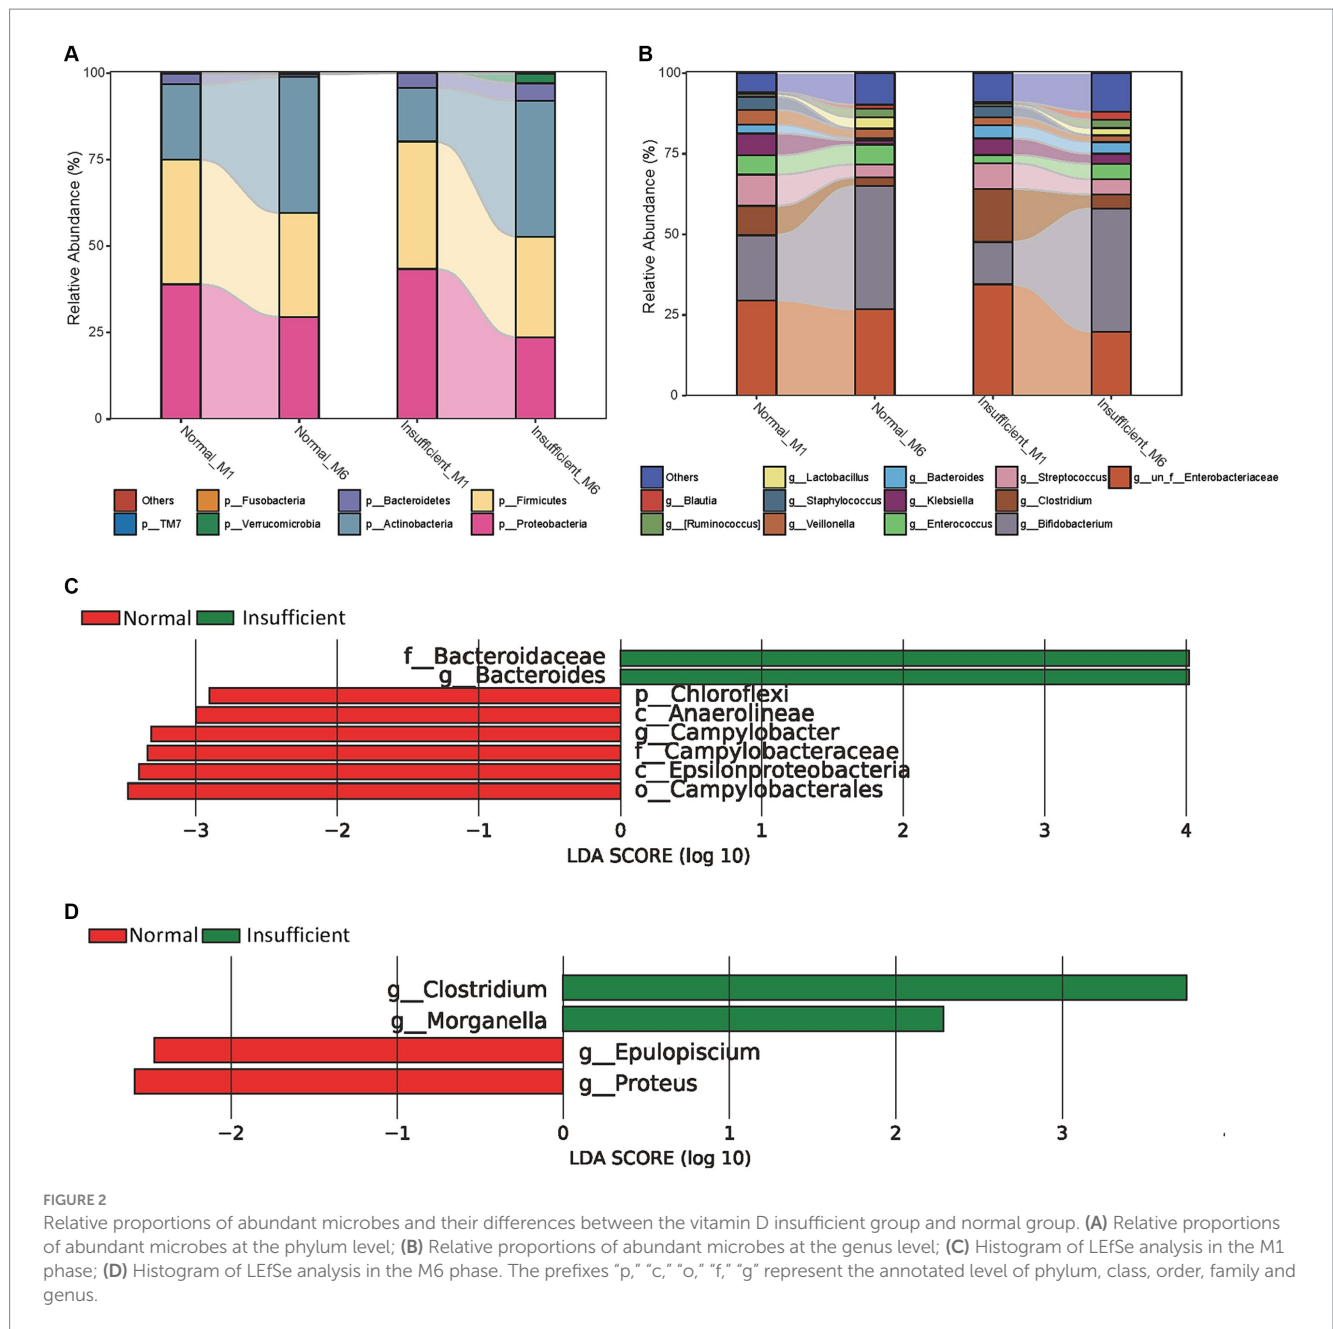 A
B
100
75
50
25
0
Relative Abundance (%)
Normal_M1
Normal_M6
Insufficient_M1
Insufficient_M6
Others
p__Fusobacteria
p__Bacteroidetes
p__Firmicutes
p__TM7
p__Verrucomicrobia
p__Actinobacteria
p__Proteobacteria
100
75
50
25
0
Relative Abundance (%)
Normal_M1
Normal_M6
Insufficient_M1
Insufficient_M6
Others
g__Lactobacillus
g__Bacteroides
g__Streptococcus
g__un_f__Enterobacteriaceae
g__Blautia
g__Staphylococcus
g__Klebsiella
g__Clostridium
g__[Ruminococcus]
g__Veillonella
g__Enterococcus
g__Bifidobacterium
C
Normal
Insufficient
f__Bacteroidaceae
g__Bacteroides
p__Chloroflexi
c__Anaerolineae
g__Campylobacter
f__Campylobacteraceae
c__Epsilonproteobacteria
o__Campylobacterales
−3 −2 −1 0 1 2 3 4
LDA SCORE (log 10)
D
Normal
Insufficient
g__Clostridium
g__Morganella
g__Epulopiscium
g__Proteus
−2 −1 0 1 2 3
LDA SCORE (log 10)
FIGURE 2
Relative proportions of abundant microbes and their differences between the vitamin D insufficient group and normal group. (A) Relative proportions
of abundant microbes at the phylum level; (B) Relative proportions of abundant microbes at the genus level; (C) Histogram of LEfSe analysis in the M1
phase; (D) Histogram of LEfSe analysis in the M6 phase. The prefixes “p,” “c,” “o,” “f,” “g” represent the annotated level of phylum, class, order, family and
genus.